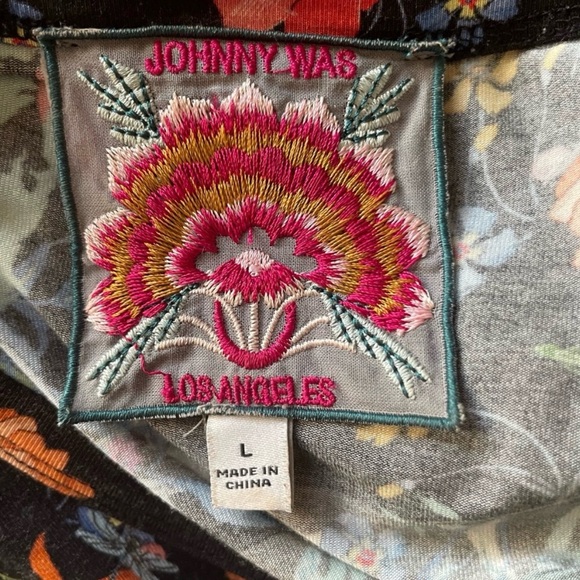 JOHNNY WAS
LOS ANGELES
L
MADE IN
CHINA